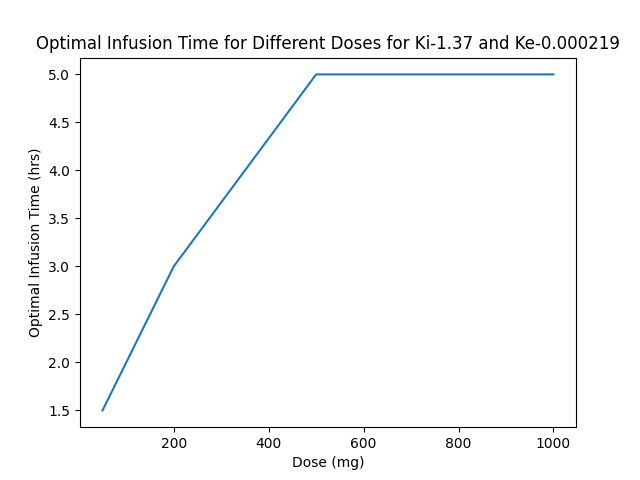 Optimal Infusion Time for Different Doses for Ki-1.37 and Ke-0.000219
5.0
4.5
4.0
3.5
3.0
2.5
2.0
1.5
Optimal Infusion Time (hrs)
200 400 600 800 1000
Dose (mg)